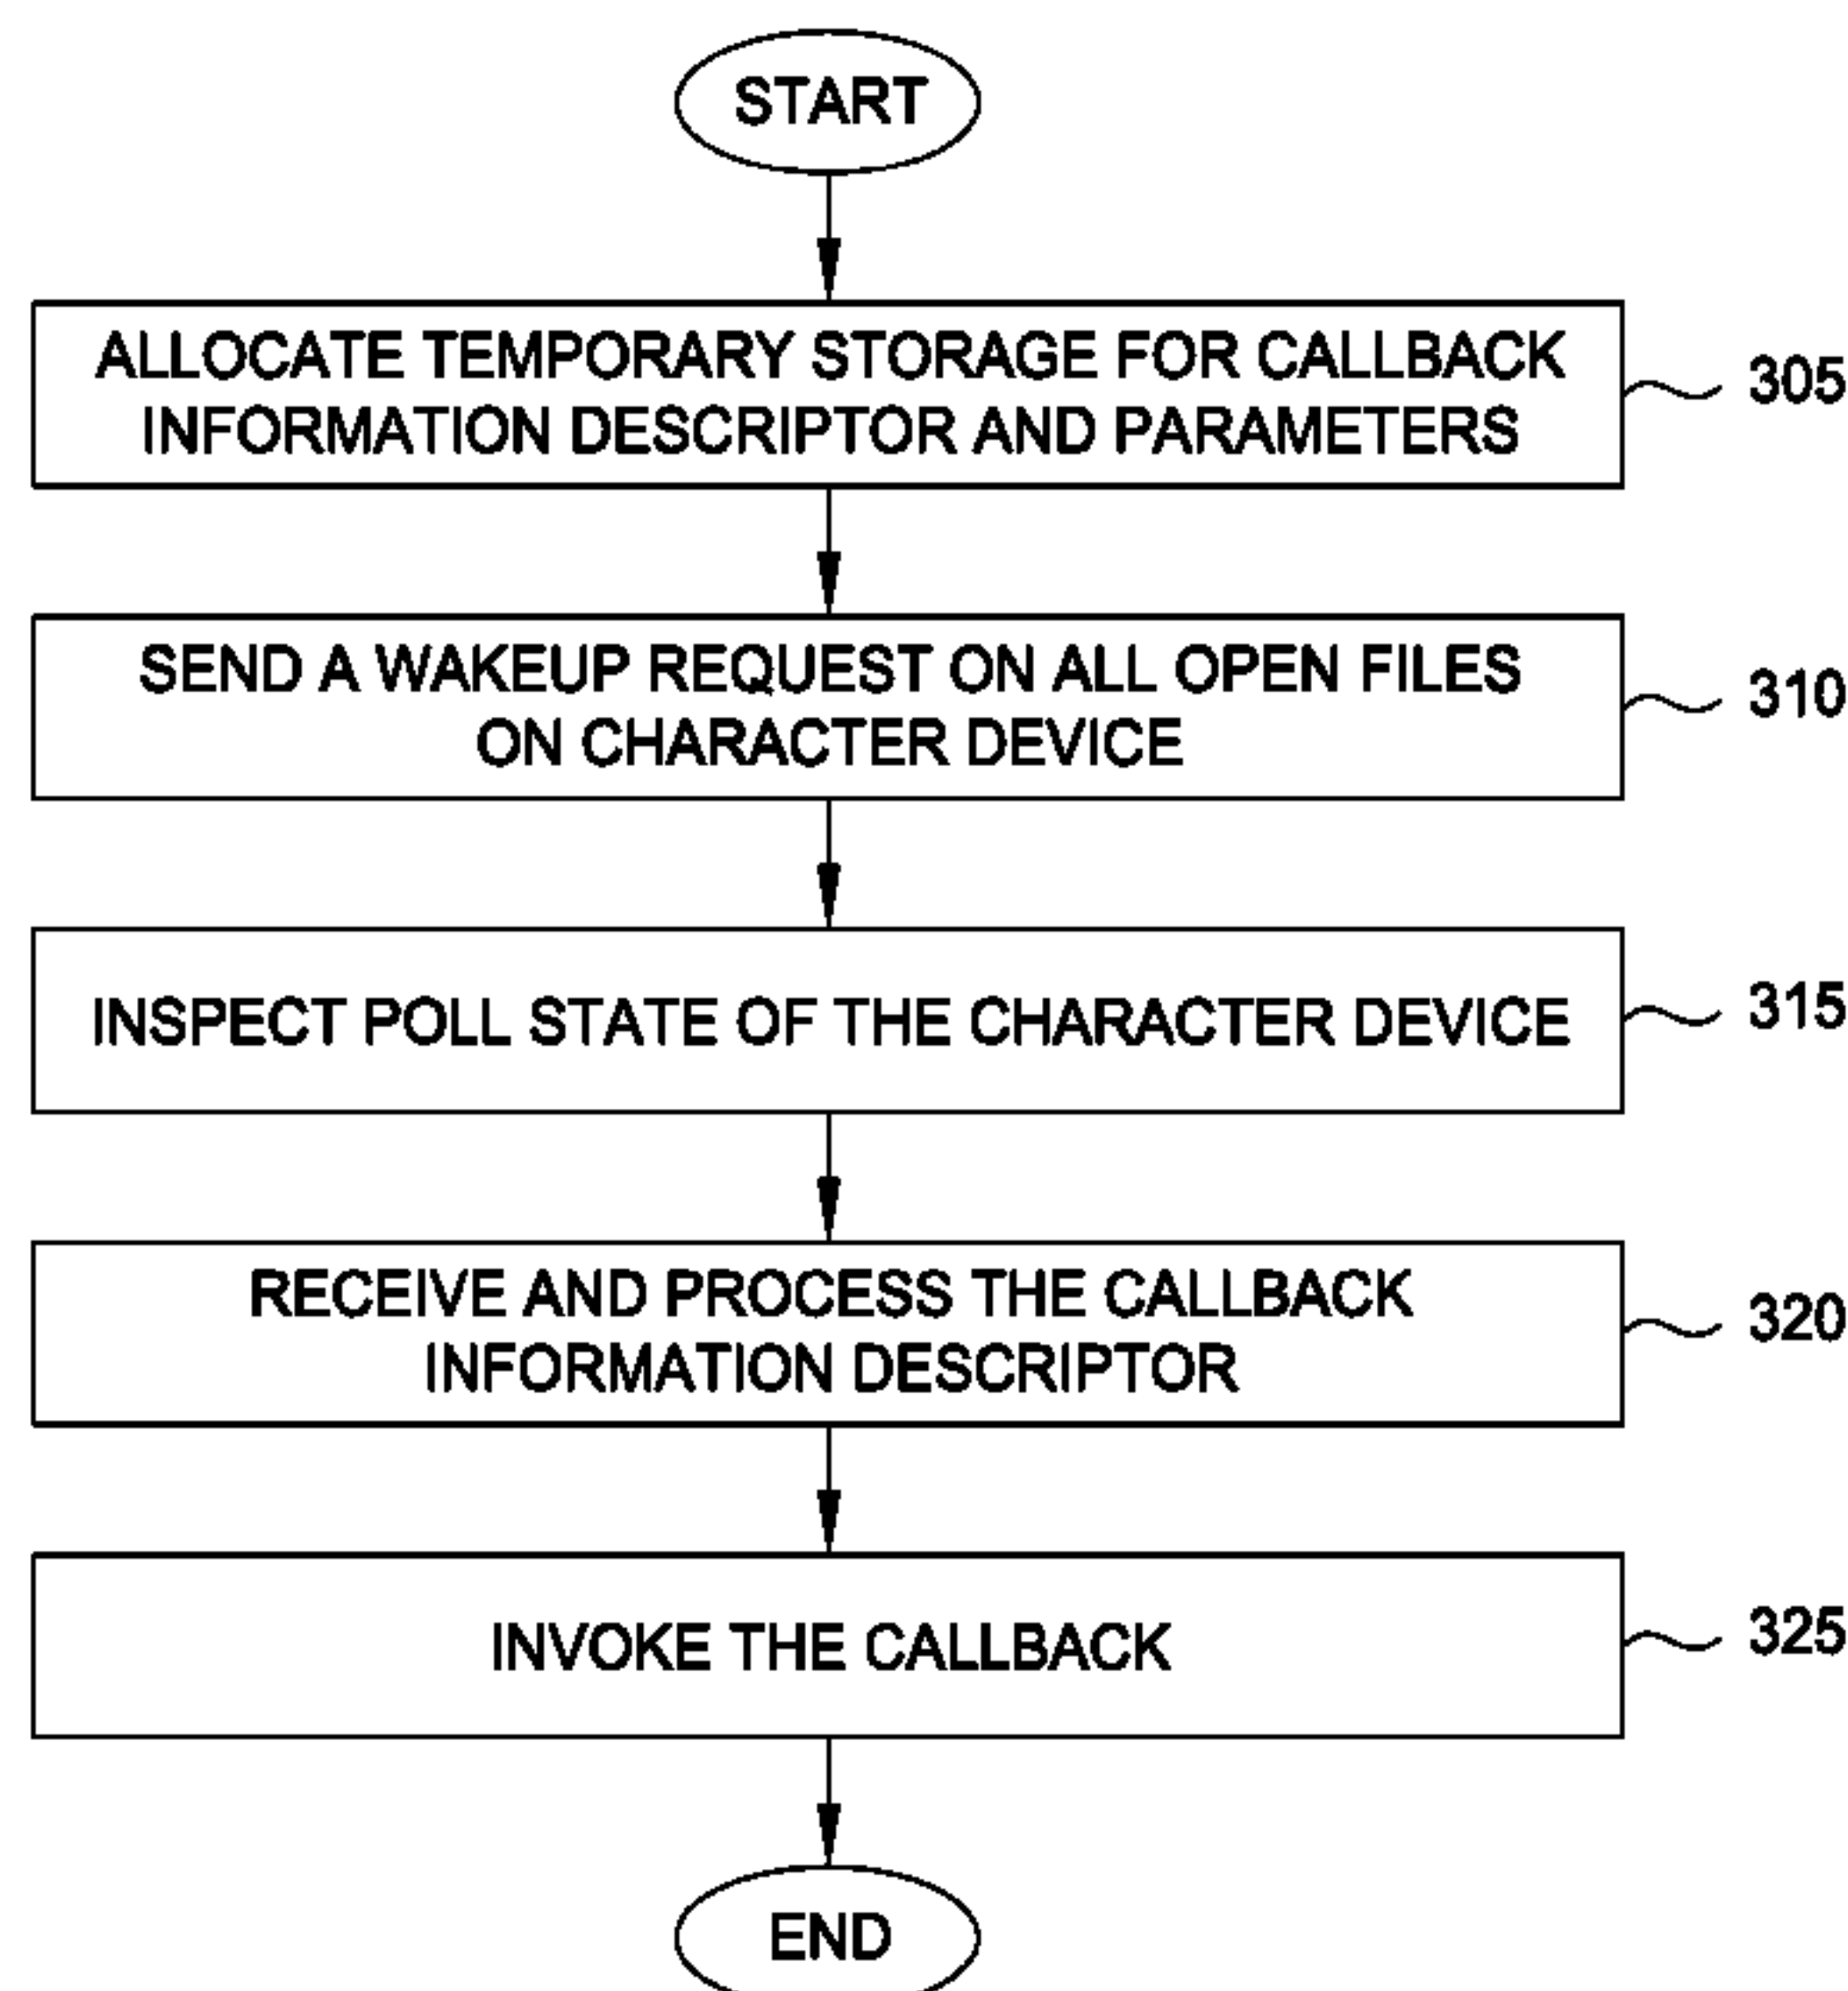 START
ALLOCATE TEMPORARY STORAGE FOR CALLBACK
INFORMATION DESCRIPTOR AND PARAMETERS
305
SEND A WAKEUP REQUEST ON ALL OPEN FILES
ON CHARACTER DEVICE
310
INSPECT POLL STATE OF THE CHARACTER DEVICE
315
RECEIVE AND PROCESS THE CALLBACK
INFORMATION DESCRIPTOR
320
INVOKE THE CALLBACK
325
END